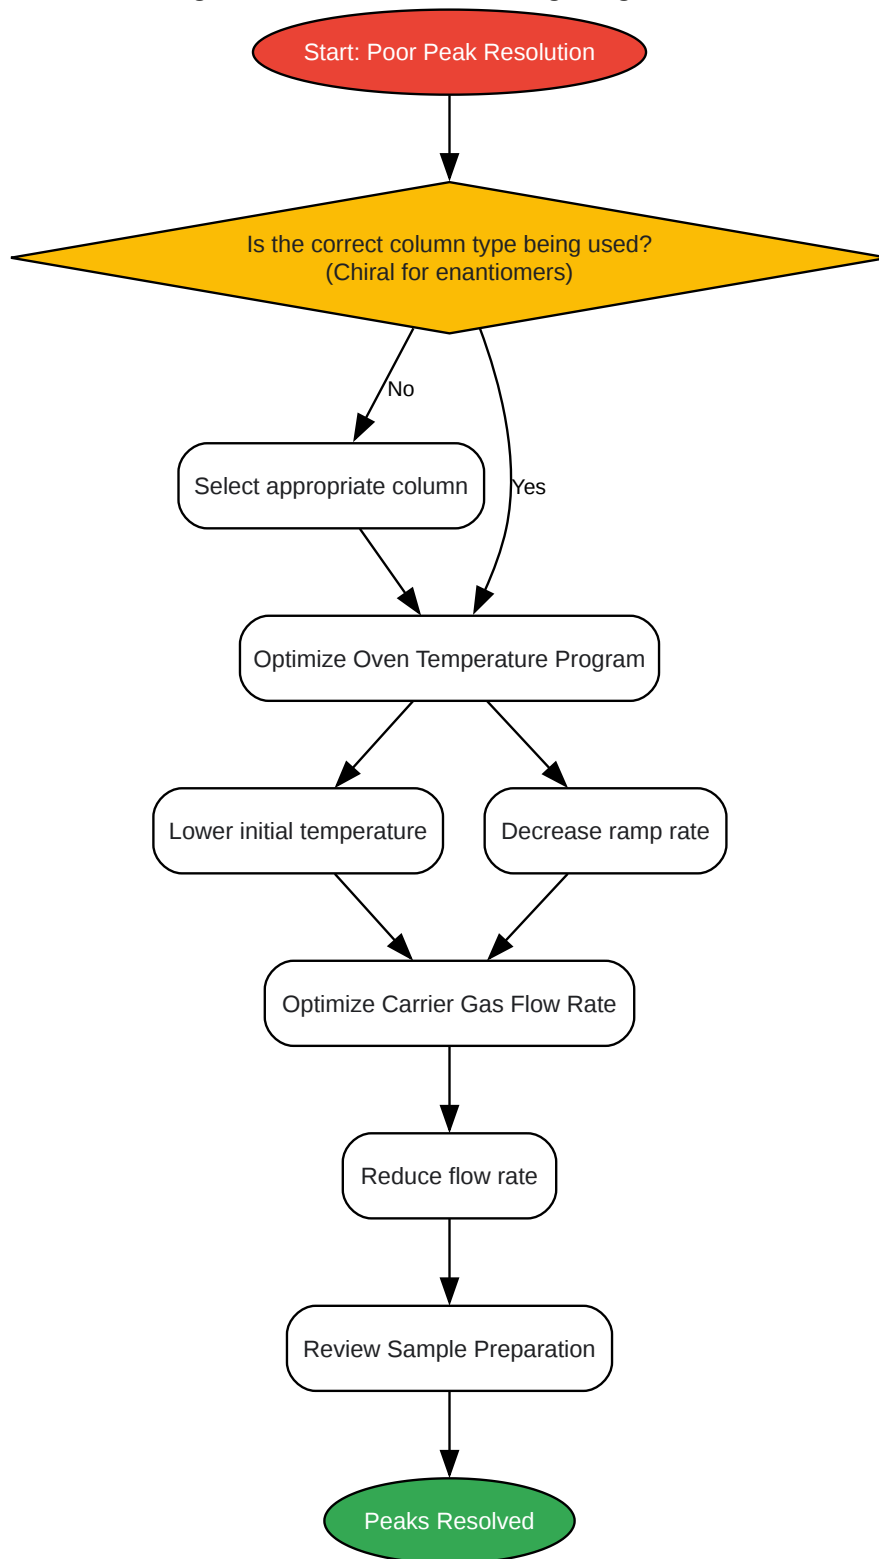 Start: Poor Peak Resolution
Is the correct column type being used?
(Chiral for enantiomers)
No
Select appropriate column
Yes
Optimize Oven Temperature Program
Lower initial temperature
Decrease ramp rate
Optimize Carrier Gas Flow Rate
Reduce flow rate
Review Sample Preparation
Peaks Resolved